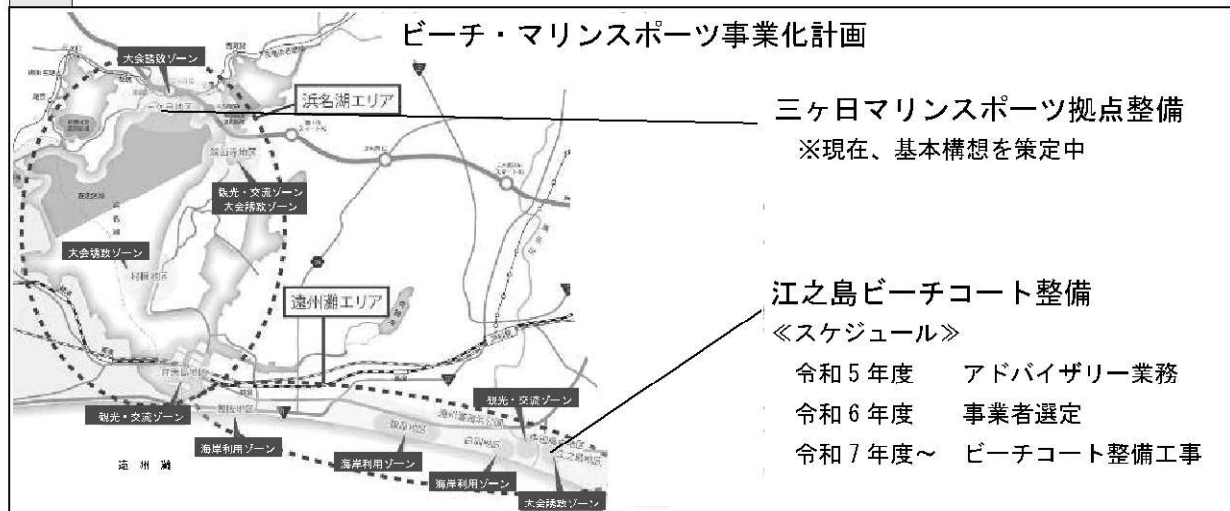 ビーチ・マリンスポーツ事業化計画
大会誘致ゾーン
浜名湖エリア
三ヶ日マリンスポーツ拠点整備
※現在、基本構想を策定中
観光・交流ゾーン
大会誘致ゾーン
大会誘致ゾーン
村櫛地区
遠州灘エリア
江之島ビーチコート整備
≪スケジュール≫
令和５年度 アドバイザリー業務
令和６年度 事業者選定
令和７年度～ ビーチコート整備工事
観光・交流ゾーン
観光・交流ゾーン
海岸利用ゾーン
海岸利用ゾーン
海岸利用ゾーン
江之島地区
大会誘致ゾーン
遠州灘